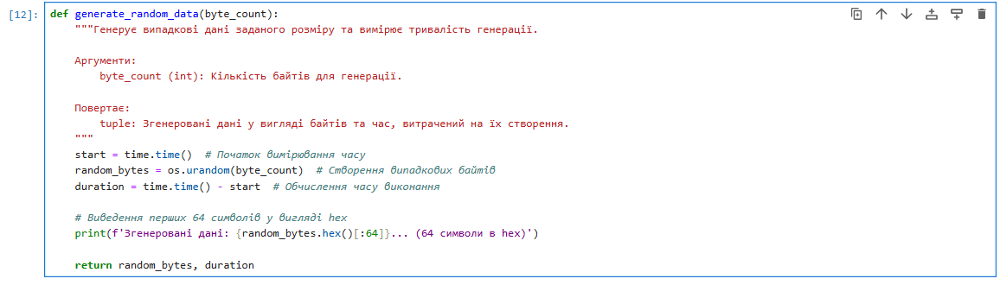 [12]: def generate_random_data(byte_count):
    """Генерує випадкові дані заданого розміру та вимірює тривалість генерації.
    Аргументи:
        byte_count (int): Кількість байтів для генерації.
    Повертає:
        tuple: Згенеровані дані у вигляді байтів та час, витрачений на їх створення.
    """
    start = time.time()  # Початок вимірювання часу
    random_bytes = os.urandom(byte_count)  # Створення випадкових байтів
    duration = time.time() - start  # Обчислення часу виконання
    # Виведення перших 64 символів у вигляді hex
    print(f'Згенеровані дані: {random_bytes.hex()[:64]}... (64 символи в hex)')
    return random_bytes, duration